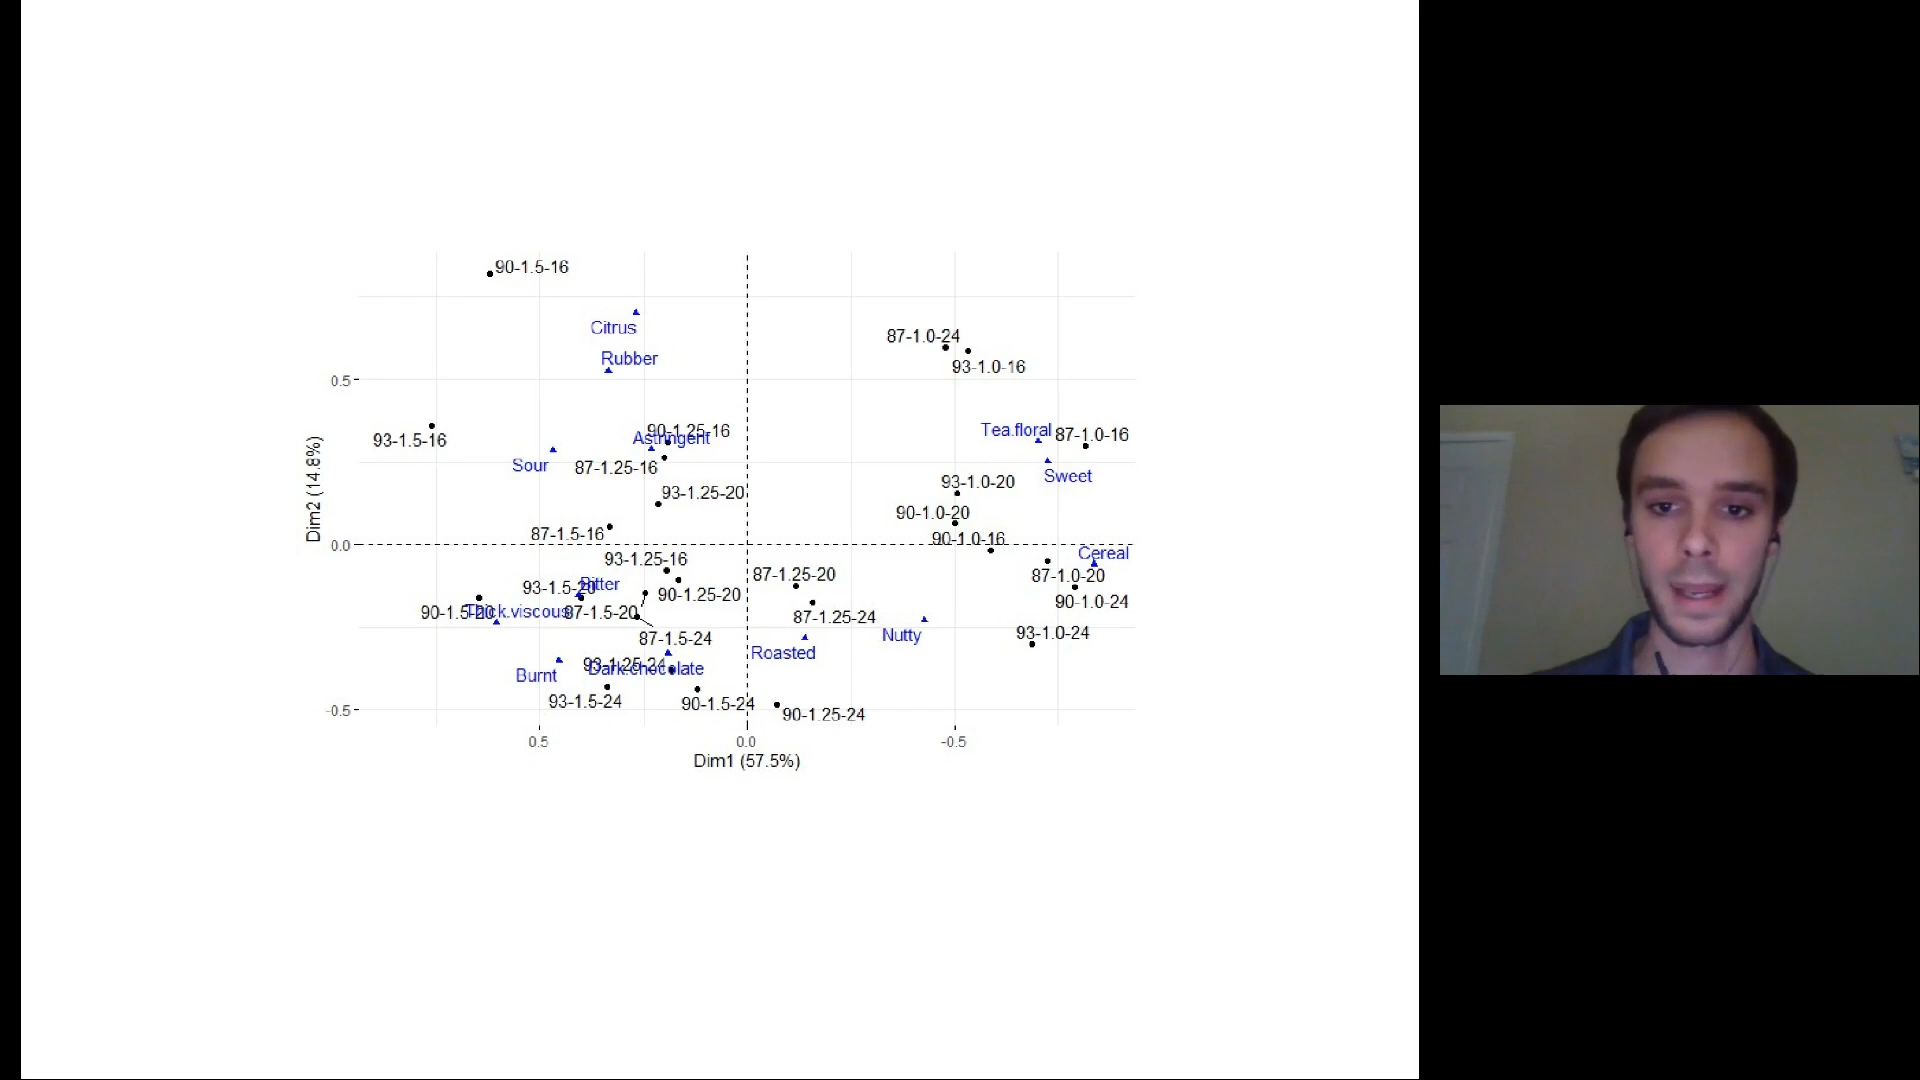 90-1.5-16
Citrus
87-1.0-24
Rubber
93-1.0-16
0.5
Tea.floral
90-1.25-16
87-1.0-16
Astringent
93-1.5-16
Sour
87-1.25-16
Sweet
93-1.0-20
93-1.25-20
90-1.0-20
87-1.5-16
90-1.0-16
0.0
Cereal
93-1.25-16
87-1.25-20
87-1.0-20
Bitter
93-1.5-20
90-1.25-20
90-1.0-24
90-1.5-20
Thick.viscous
87-1.5-20
87-1.25-24
93-1.0-24
Nutty
87-1.5-24
Roasted
93-1.25-24
Dark.chocolate
Burnt
93-1.5-24
90-1.5-24
-0.5
90-1.25-24
0.5
0.0
-0.5
Dim1 (57.5%)
Dim2 (14.8%)